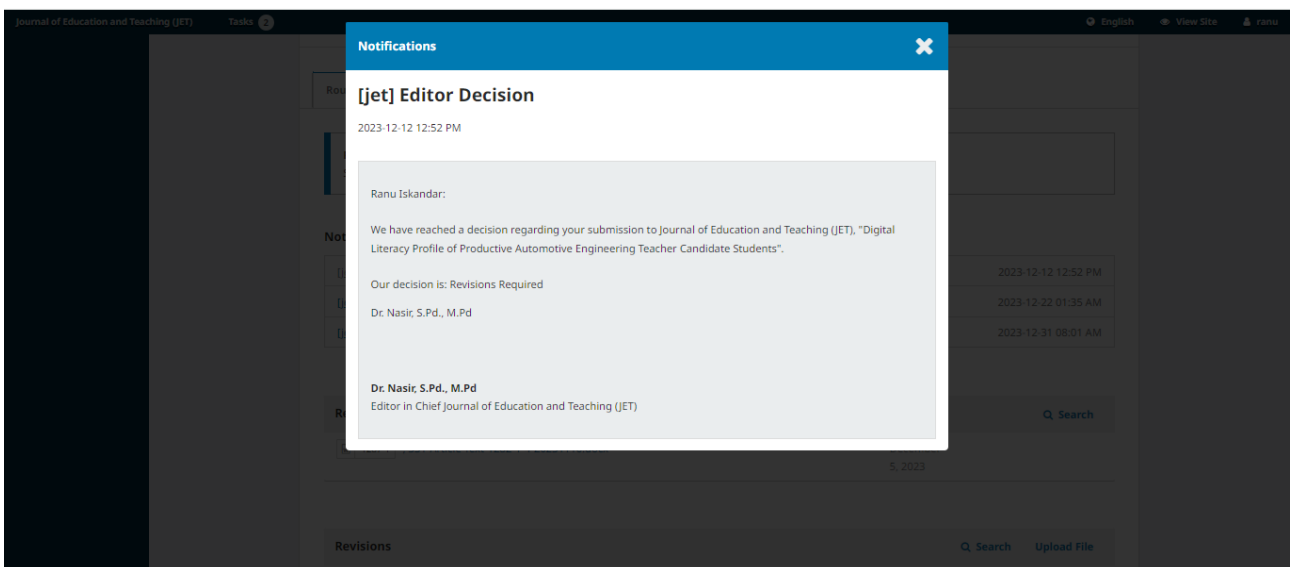 Journal of Education and Teaching (JET) Tasks 2 English View Site ranu
Notifications
[jet] Editor Decision
2023-12-12 12:52 PM
Ranu Iskandar:
We have reached a decision regarding your submission to Journal of Education and Teaching (JET), "Digital
Literacy Profile of Productive Automotive Engineering Teacher Candidate Students".
Our decision is: Revisions Required
Dr. Nasir, S.Pd., M.Pd
Dr. Nasir, S.Pd., M.Pd
Editor in Chief Journal of Education and Teaching (JET)
2023-12-12 12:52 PM
2023-12-22 01:35 AM
2023-12-31 08:01 AM
Search
5, 2023
Revisions Search Upload File